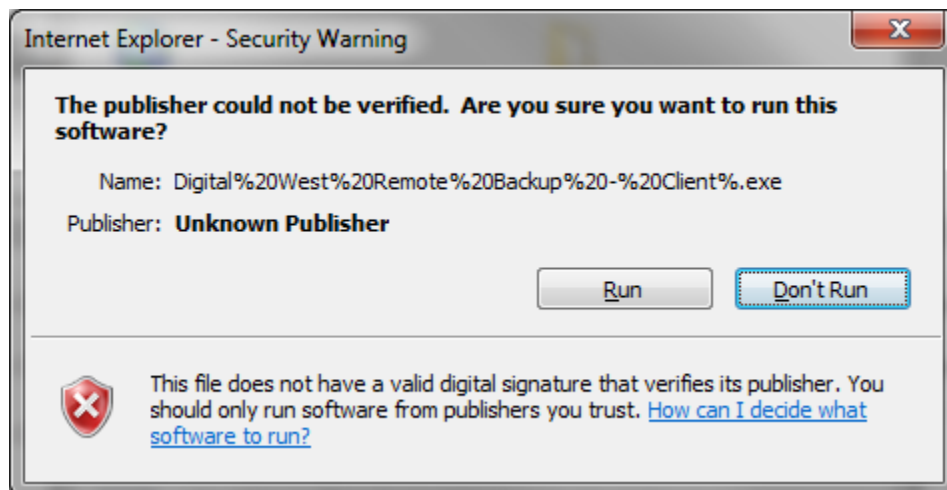 Internet Explorer - Security Warning
The publisher could not be verified.  Are you sure you want to run this
software?
Name: Digital%20West%20Remote%20Backup%20-%20Client%.exe
Publisher: Unknown Publisher
Run
Don't Run
This file does not have a valid digital signature that verifies its publisher. You
should only run software from publishers you trust. How can I decide what
software to run?